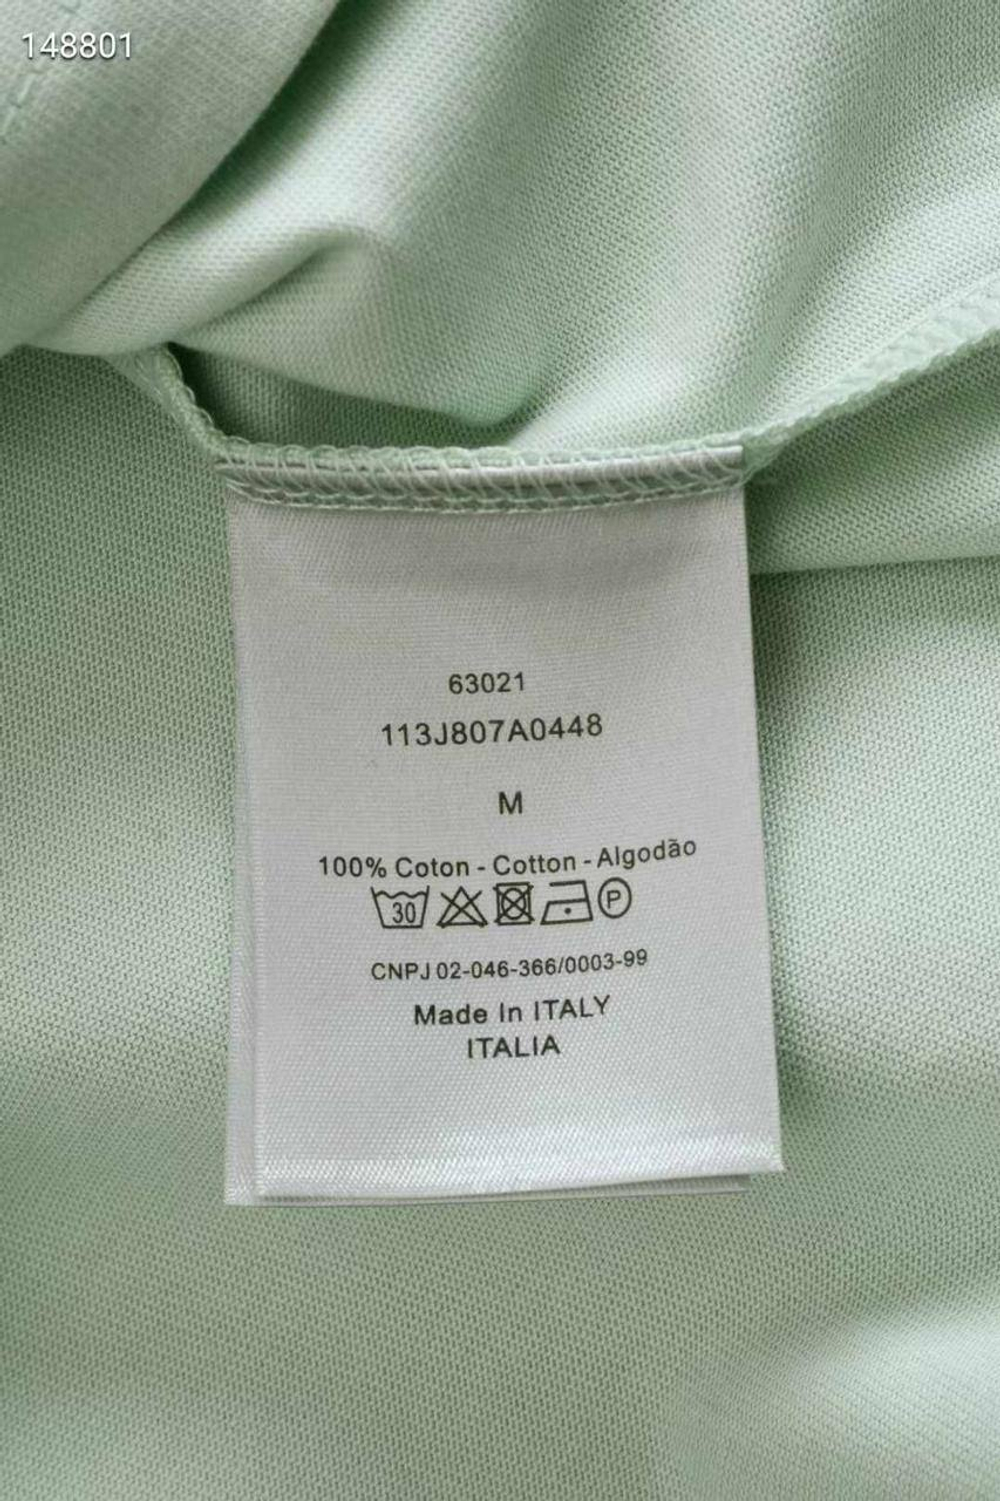 148801
63021
113J807A0448
M
100% Coton - Cotton - Algodão
30 P
CNPJ 02-046-366/0003-99
Made In ITALY
ITALIA